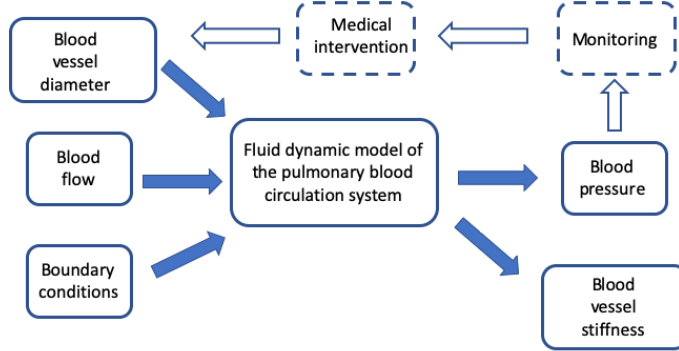 Blood
vessel
diameter
Medical
intervention
Monitoring
Blood
flow
Fluid dynamic model of
the pulmonary blood
circulation system
Blood
pressure
Boundary
conditions
Blood
vessel
stiffness